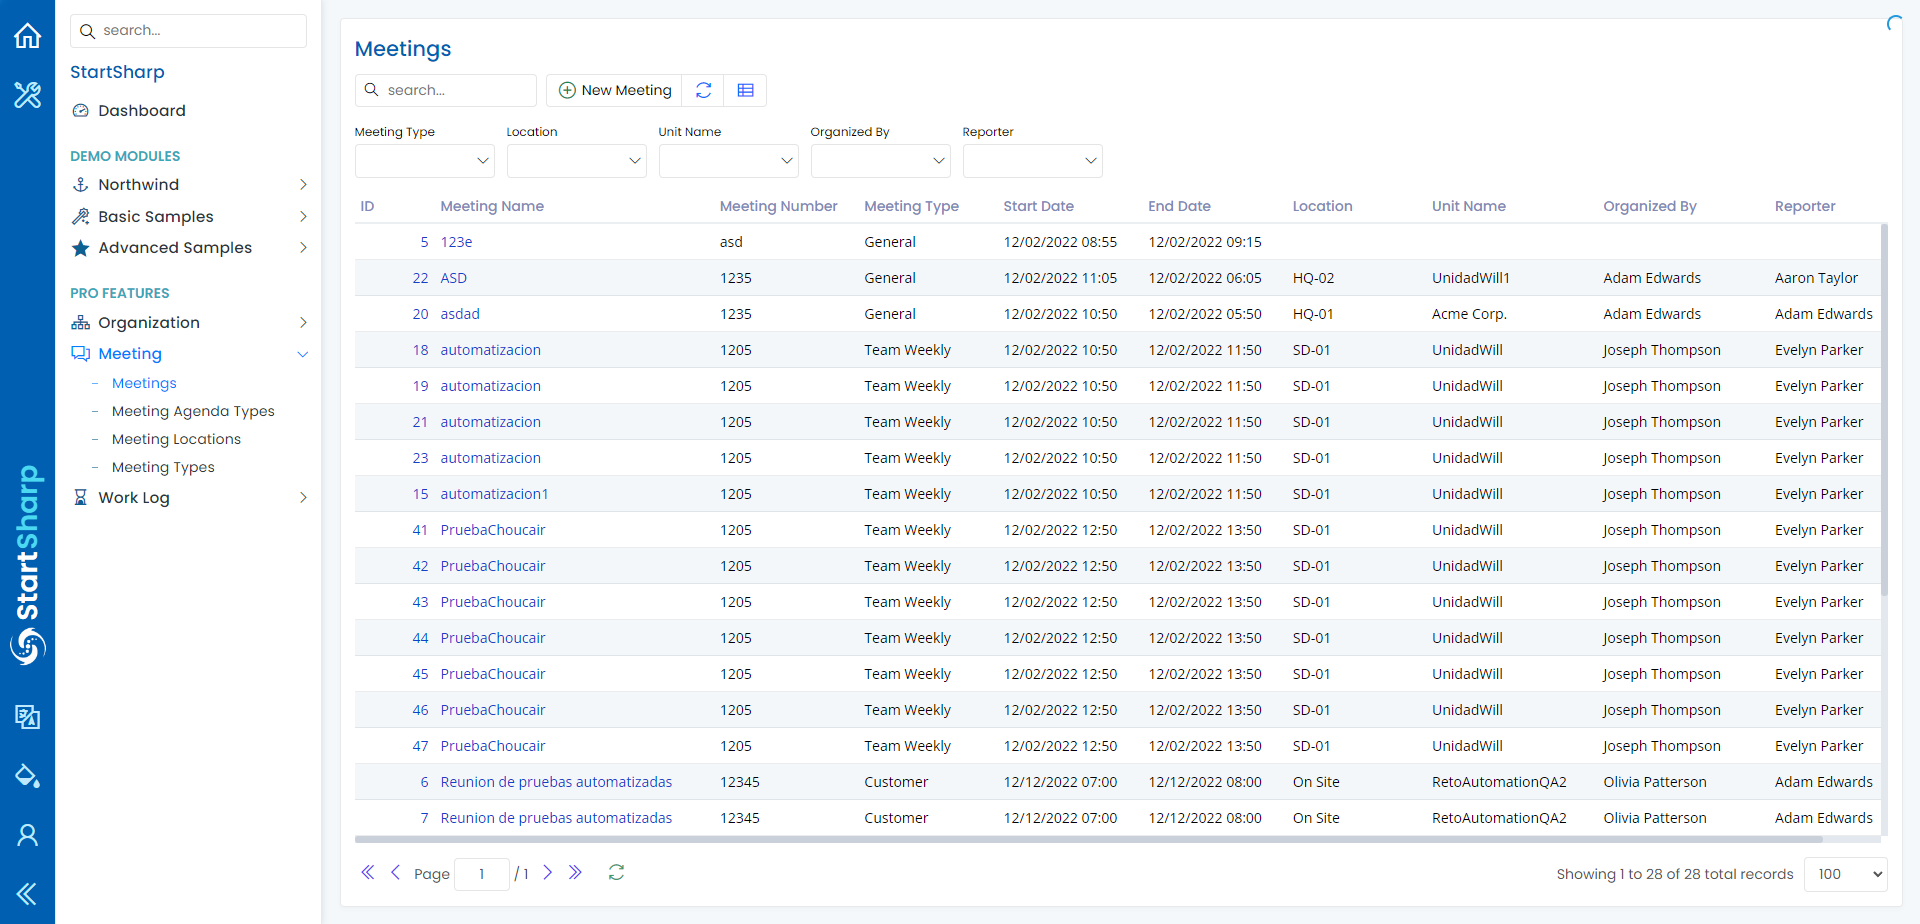 search...
StartSharp
Dashboard
DEMO MODULES
Northwind
Basic Samples
Advanced Samples
PRO FEATURES
Organization
Meeting
Meetings
Meeting Agenda Types
Meeting Locations
Meeting Types
Work Log
StartSharp
Meetings
search...
New Meeting
Meeting Type Location Unit Name Organized By Reporter
ID Meeting Name Meeting Number Meeting Type Start Date End Date Location Unit Name Organized By Reporter
5 123e asd General 12/02/2022 08:55 12/02/2022 09:15
22 ASD 1235 General 12/02/2022 11:05 12/02/2022 06:05 HQ-02 UnidadWill1 Adam Edwards Aaron Taylor
20 asdad 1235 General 12/02/2022 10:50 12/02/2022 05:50 HQ-01 Acme Corp. Adam Edwards Adam Edwards
18 automatizacion 1205 Team Weekly 12/02/2022 10:50 12/02/2022 11:50 SD-01 UnidadWill Joseph Thompson Evelyn Parker
19 automatizacion 1205 Team Weekly 12/02/2022 10:50 12/02/2022 11:50 SD-01 UnidadWill Joseph Thompson Evelyn Parker
21 automatizacion 1205 Team Weekly 12/02/2022 10:50 12/02/2022 11:50 SD-01 UnidadWill Joseph Thompson Evelyn Parker
23 automatizacion 1205 Team Weekly 12/02/2022 10:50 12/02/2022 11:50 SD-01 UnidadWill Joseph Thompson Evelyn Parker
15 automatizacion1 1205 Team Weekly 12/02/2022 10:50 12/02/2022 11:50 SD-01 UnidadWill Joseph Thompson Evelyn Parker
41 PruebaChoucair 1205 Team Weekly 12/02/2022 12:50 12/02/2022 13:50 SD-01 UnidadWill Joseph Thompson Evelyn Parker
42 PruebaChoucair 1205 Team Weekly 12/02/2022 12:50 12/02/2022 13:50 SD-01 UnidadWill Joseph Thompson Evelyn Parker
43 PruebaChoucair 1205 Team Weekly 12/02/2022 12:50 12/02/2022 13:50 SD-01 UnidadWill Joseph Thompson Evelyn Parker
44 PruebaChoucair 1205 Team Weekly 12/02/2022 12:50 12/02/2022 13:50 SD-01 UnidadWill Joseph Thompson Evelyn Parker
45 PruebaChoucair 1205 Team Weekly 12/02/2022 12:50 12/02/2022 13:50 SD-01 UnidadWill Joseph Thompson Evelyn Parker
46 PruebaChoucair 1205 Team Weekly 12/02/2022 12:50 12/02/2022 13:50 SD-01 UnidadWill Joseph Thompson Evelyn Parker
47 PruebaChoucair 1205 Team Weekly 12/02/2022 12:50 12/02/2022 13:50 SD-01 UnidadWill Joseph Thompson Evelyn Parker
6 Reunion de pruebas automatizadas 12345 Customer 12/12/2022 07:00 12/12/2022 08:00 On Site RetoAutomationQA2 Olivia Patterson Adam Edwards
7 Reunion de pruebas automatizadas 12345 Customer 12/12/2022 07:00 12/12/2022 08:00 On Site RetoAutomationQA2 Olivia Patterson Adam Edwards
Page 1 / 1 Showing 1 to 28 of 28 total records 100